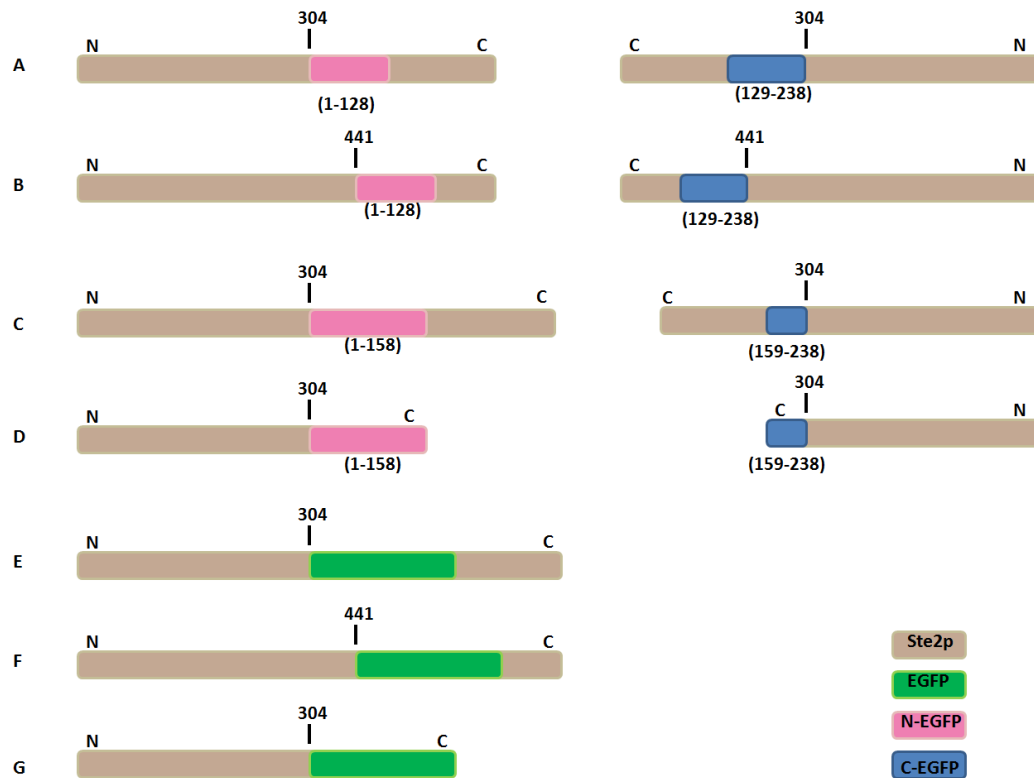 304 304
N C C N
A
(1-128) (129-238)
441 441
N C C N
B
(1-128) (129-238)
304 304
N C C N
C
(1-158) (159-238)
304 304
N C C N
D
(1-158) (159-238)
304
N C
E
441
N C
F
Ste2p
EGFP
304
N-EGFP
N C
G
C-EGFP